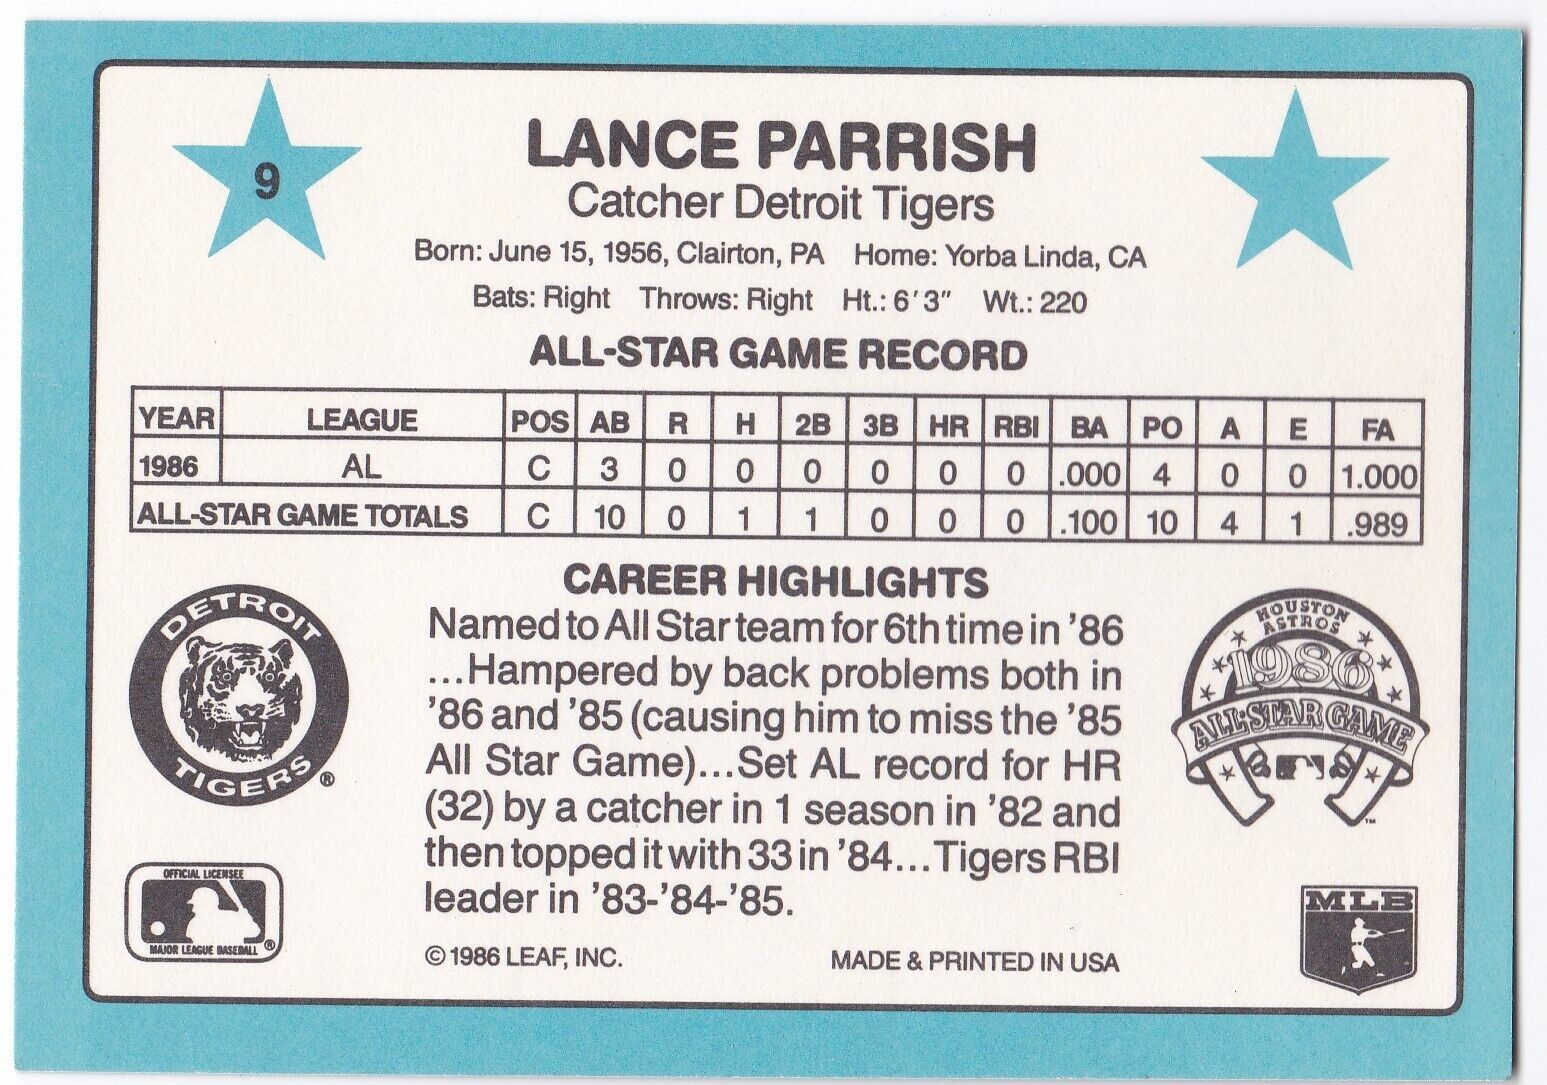 9
LANCE PARRISH
Catcher Detroit Tigers
Born: June 15, 1956, Clairton, PA Home: Yorba Linda, CA
Bats: Right Throws: Right Ht.: 6'3" Wt.: 220
ALL-STAR GAME RECORD
YEAR LEAGUE POS AB R H 2B 3B HR RBI BA PO A E FA
1986 AL C 3 0 0 0 0 0 0 .000 4 0 0 1.000
ALL-STAR GAME TOTALS C 10 0 1 1 0 0 0 .100 10 4 1 .989
CAREER HIGHLIGHTS
Named to All Star team for 6th time in '86
...Hampered by back problems both in
'86 and '85 (causing him to miss the '85
All Star Game)...Set AL record for HR
(32) by a catcher in 1 season in '82 and
then topped it with 33 in '84...Tigers RBI
leader in '83-'84-'85.
DETROIT
TIGERS ®
HOUSTON
ASTROS
1986
ALL-STAR GAME
™
OFFICIAL LICENSEE
MAJOR LEAGUE BASEBALL ®
MLB
© 1986 LEAF, INC. MADE & PRINTED IN USA